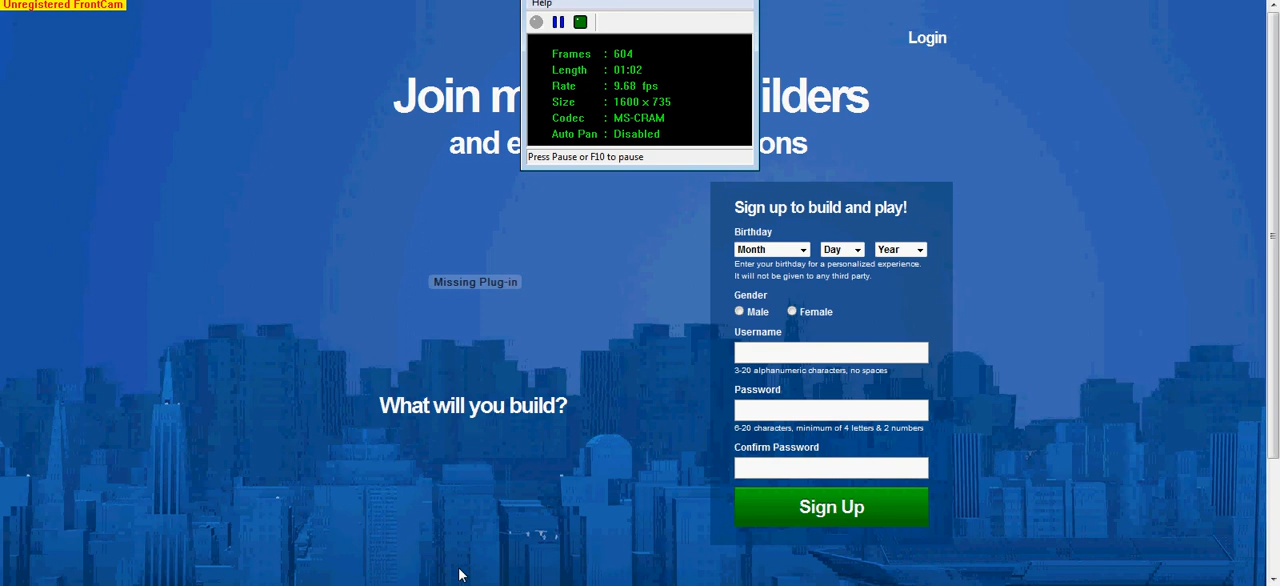 Unregistered FrontCam
Help
Frames : 604
Length : 01:02
Rate : 9.68 fps
Size : 1600 x 735
Codec : MS-CRAM
Auto Pan : Disabled
Press Pause or F10 to pause
Login
Join m ilders
and e ons
Sign up to build and play!
Birthday
Month Day Year
Enter your birthday for a personalized experience.
It will not be given to any third party.
Missing Plug-in
Gender
Male Female
Username
3-20 alphanumeric characters, no spaces
Password
What will you build?
6-20 characters, minimum of 4 letters & 2 numbers
Confirm Password
Sign Up